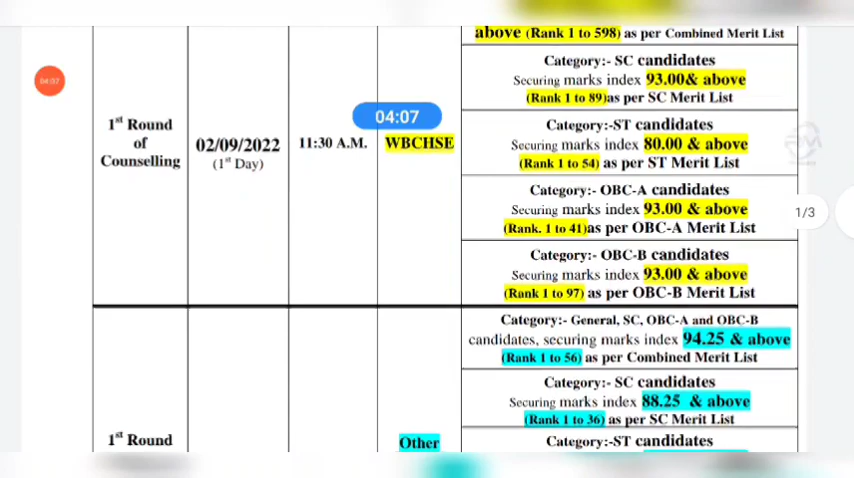 above (Rank 1 to 598) as per Combined Merit List
Category:- SC candidates
Securing marks index 93.00& above
(Rank 1 to 89)as per SC Merit List
04:07
04:07
1st Round
of
Counselling
02/09/2022
(1st Day)
11:30 A.M.
WBCHSE
Category:-ST candidates
Securing marks index 80.00 & above
(Rank 1 to 54) as per ST Merit List
Category:- OBC-A candidates
Securing marks index 93.00 & above
(Rank. 1 to 41)as per OBC-A Merit List
1/3
Category:- OBC-B candidates
Securing marks index 93.00 & above
(Rank 1 to 97) as per OBC-B Merit List
Category:- General, SC, OBC-A and OBC-B
candidates, securing marks index 94.25 & above
(Rank 1 to 56) as per Combined Merit List
Category:- SC candidates
Securing marks index 88.25 & above
(Rank 1 to 36) as per SC Merit List
1st Round
Other
Category:-ST candidates